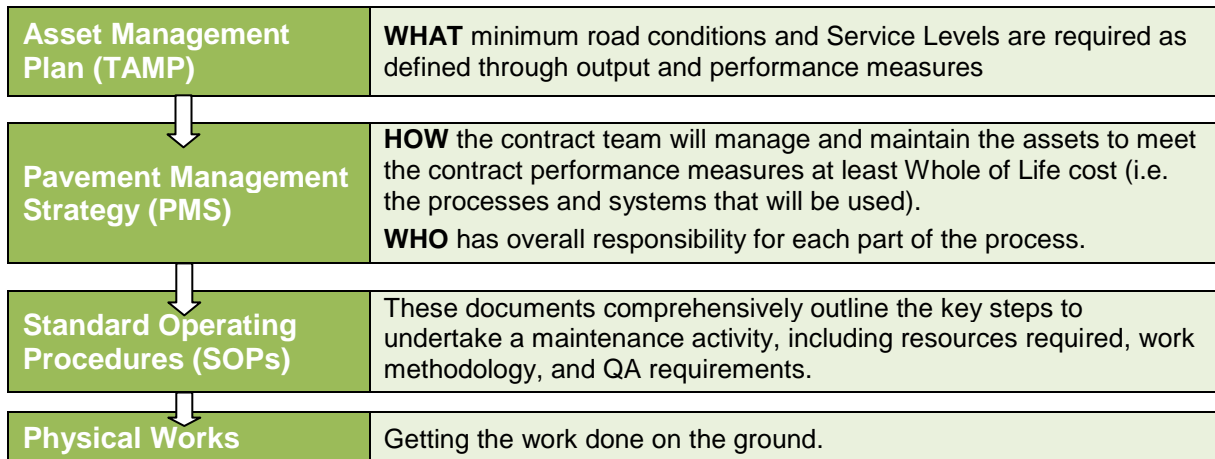 Asset Management
Plan (TAMP)
WHAT minimum road conditions and Service Levels are required as
defined through output and performance measures
Pavement Management
Strategy (PMS)
HOW the contract team will manage and maintain the assets to meet
the contract performance measures at least Whole of Life cost (i.e.
the processes and systems that will be used).
WHO has overall responsibility for each part of the process.
Standard Operating
Procedures (SOPs)
These documents comprehensively outline the key steps to
undertake a maintenance activity, including resources required, work
methodology, and QA requirements.
Physical Works
Getting the work done on the ground.